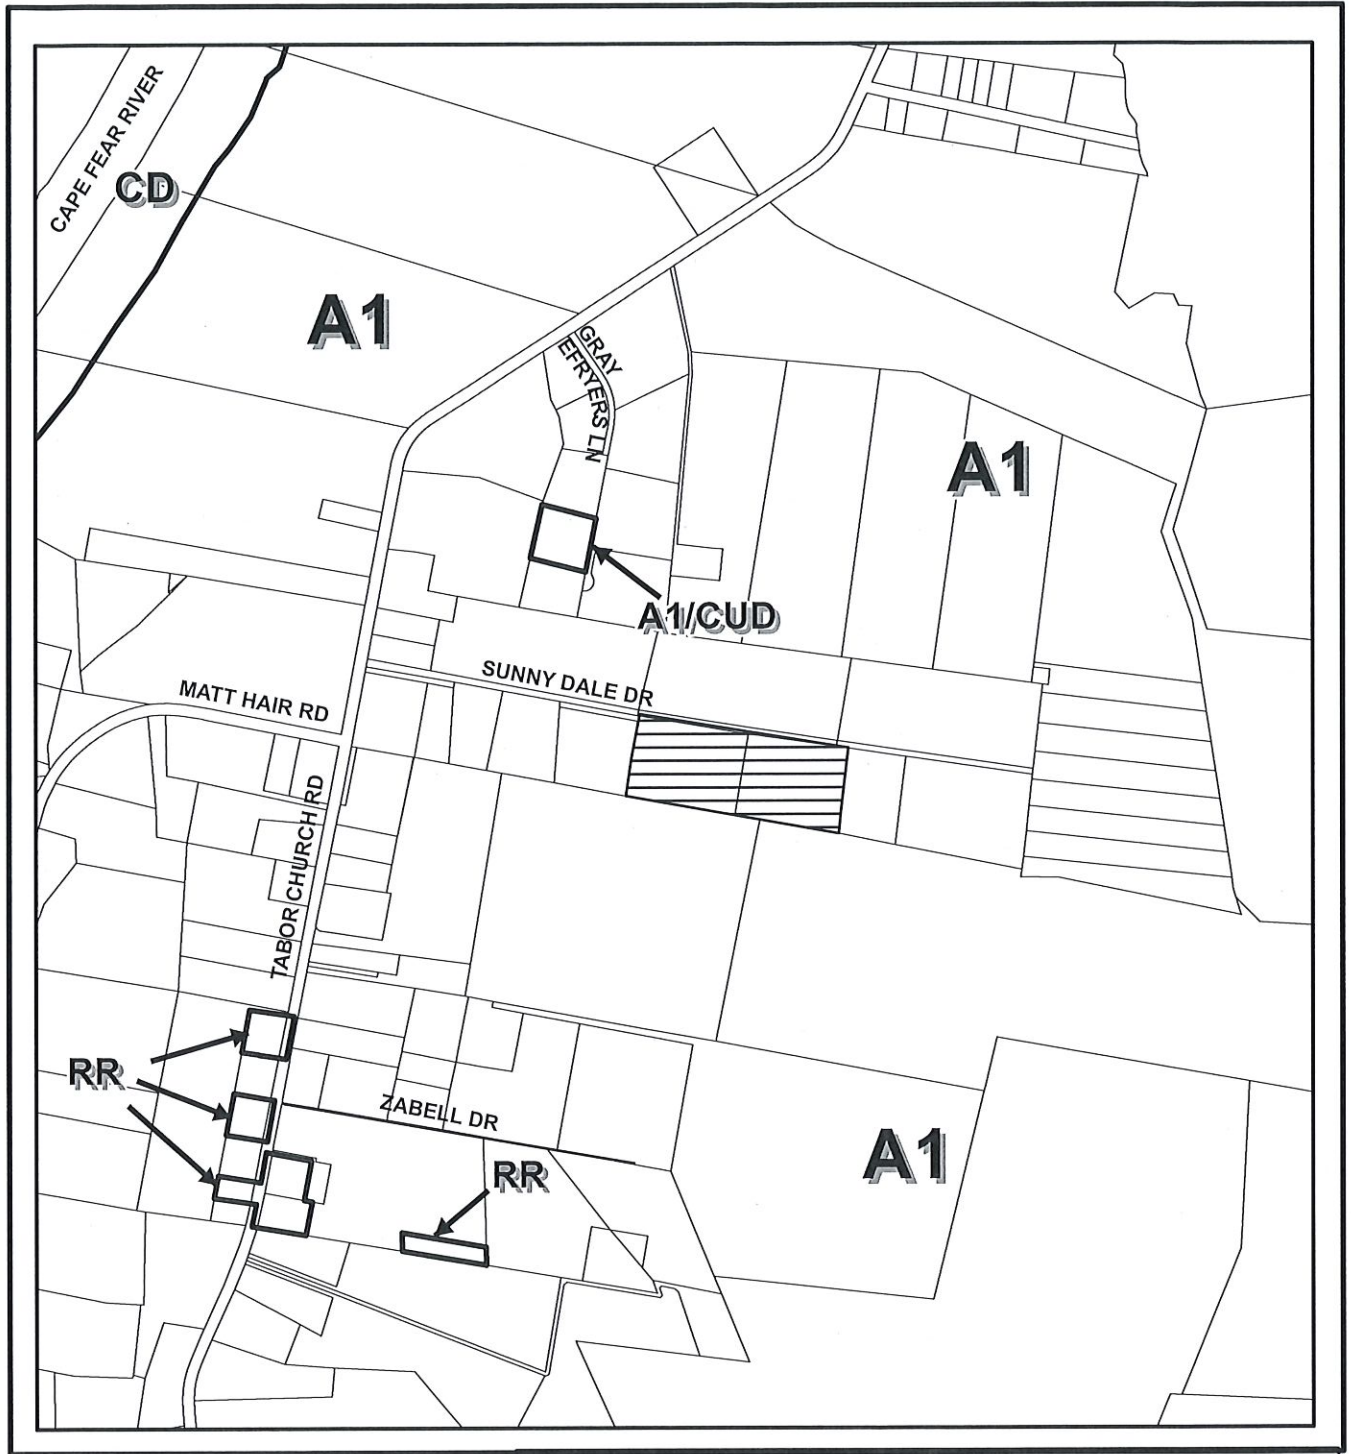 CAPE FEAR RIVER
CD
A1
GRAY
EFRYERS LN
A1
A1/CUD
SUNNY DALE DR
MATT HAIR RD
TABOR CHURCH RD
RR
ZABELL DR
A1
RR